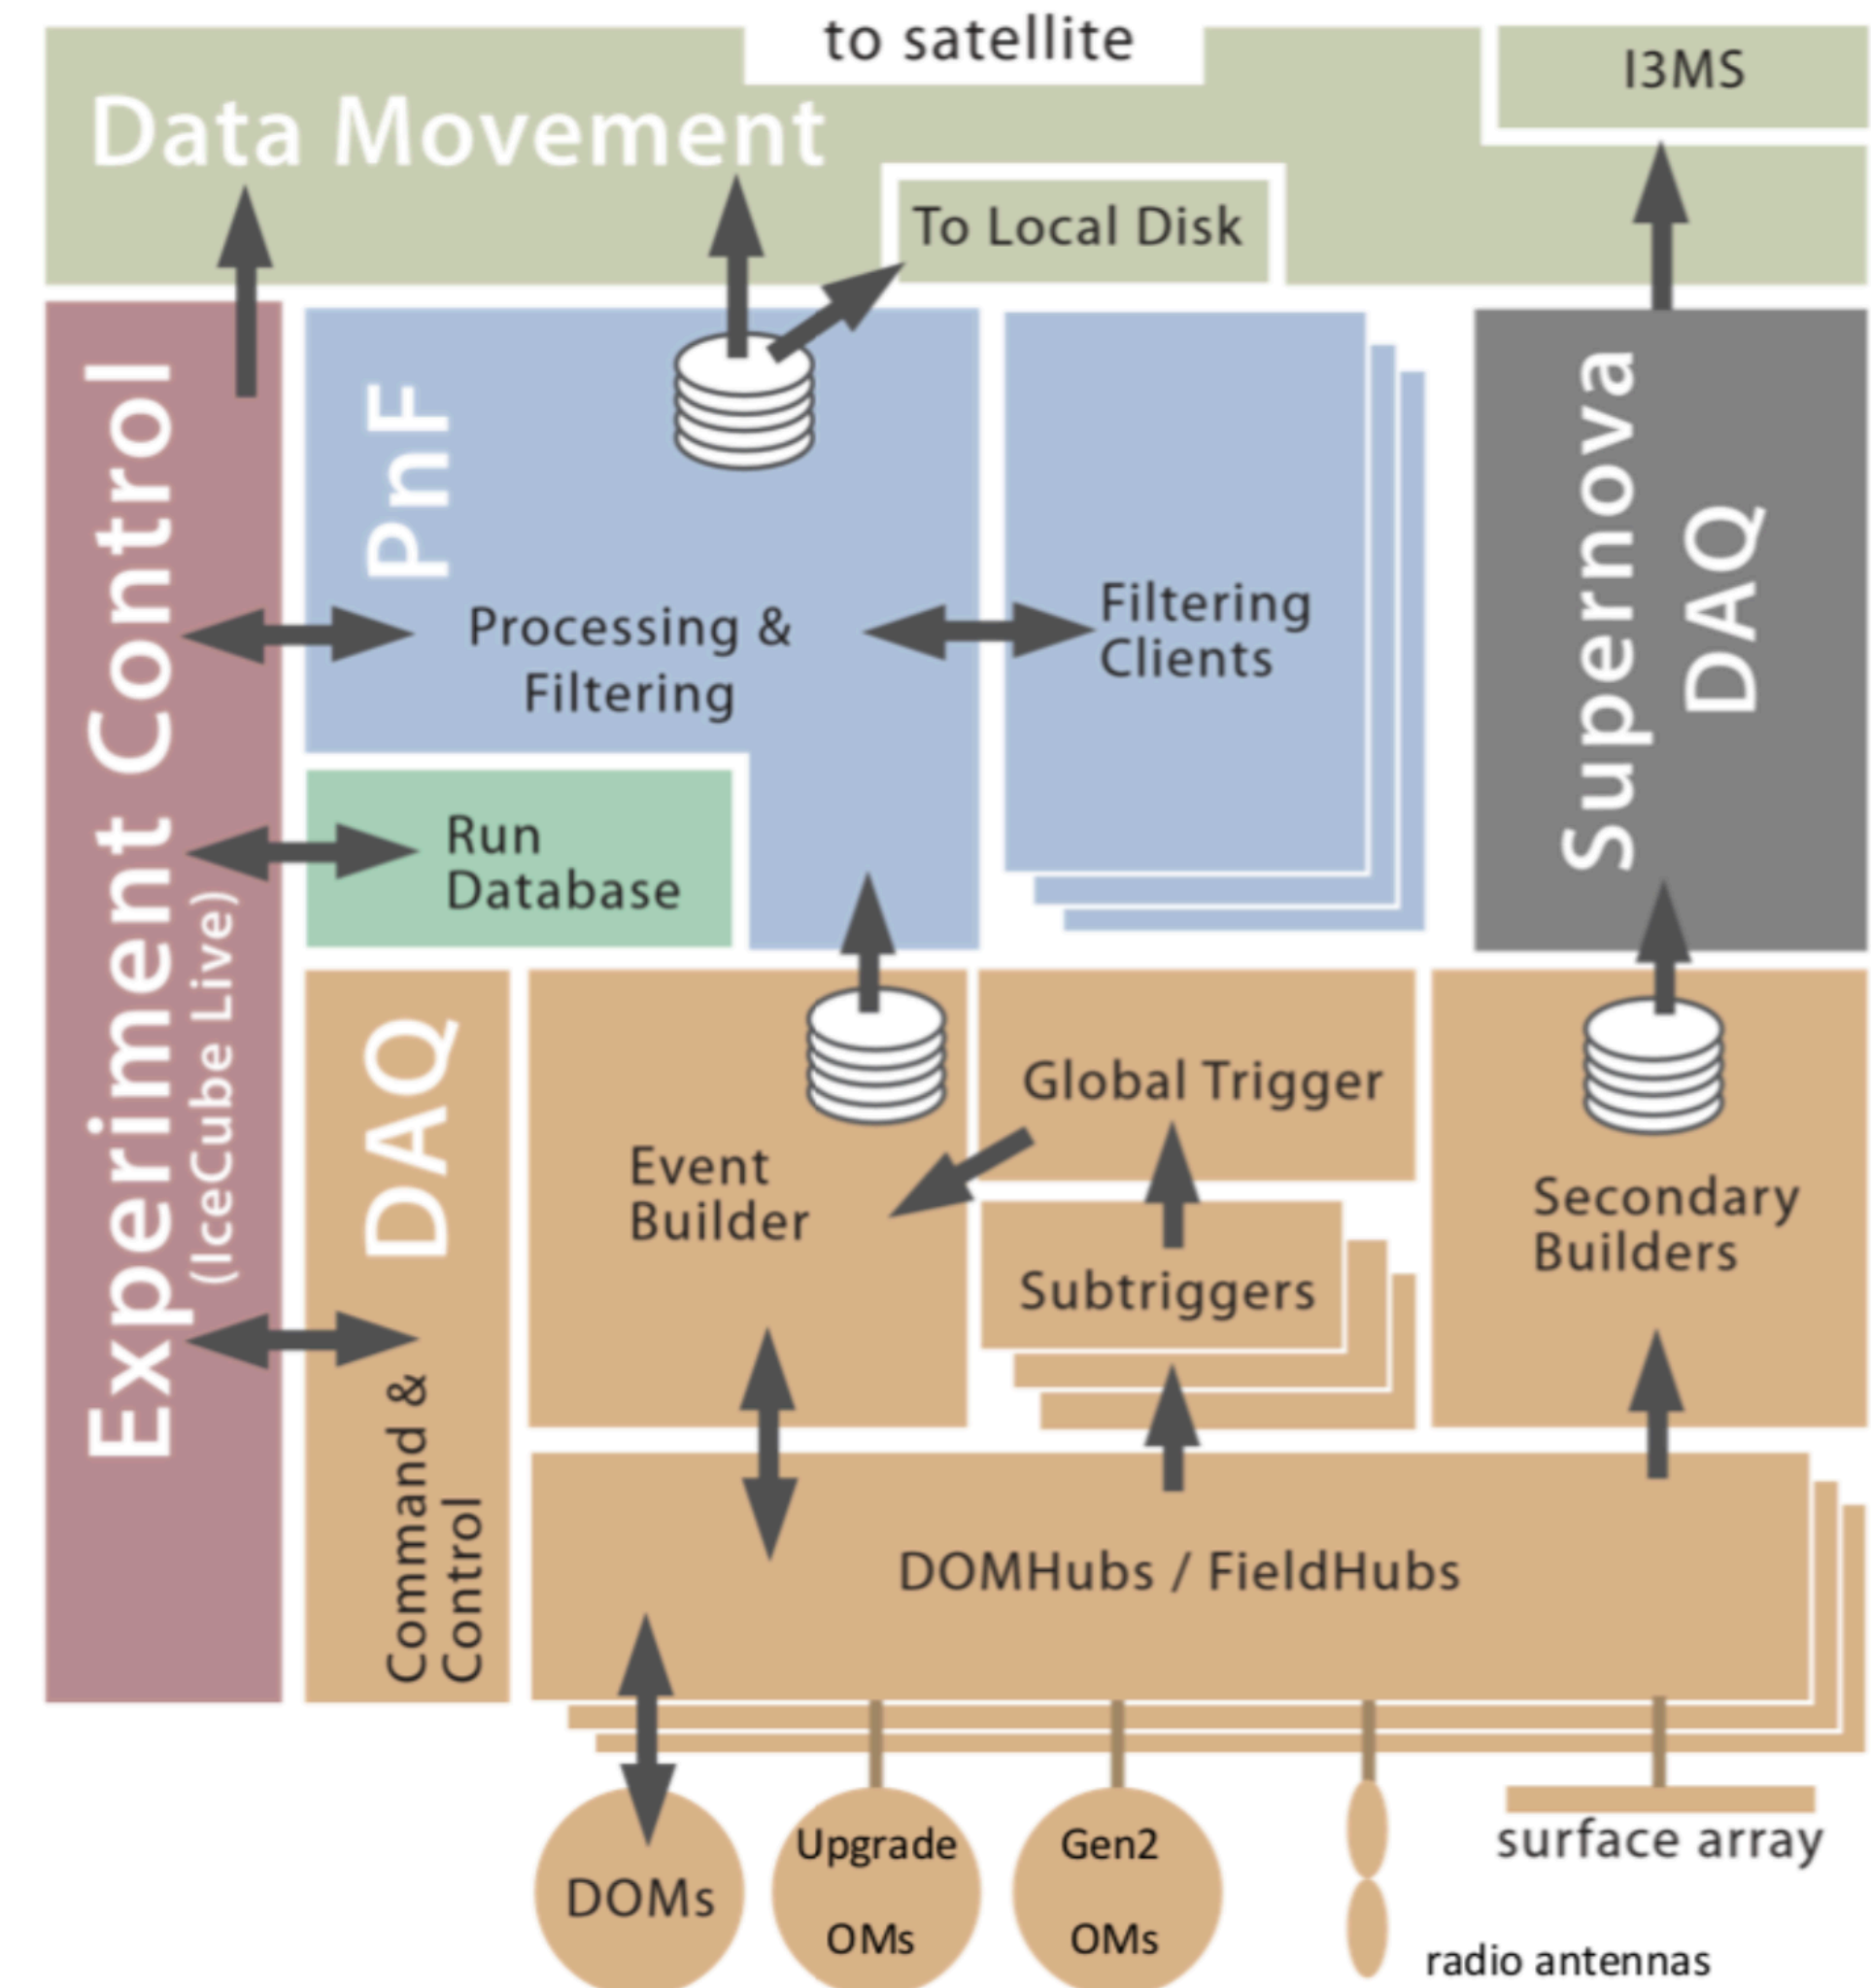 to satellite
I3MS
Data Movement
To Local Disk
Experiment Control
(IceCube Live)
PnF
Processing &
Filtering
Filtering
Clients
Supernova
DAQ
Run
Database
DAQ
Command &
Control
Event
Builder
Global Trigger
Subtriggers
Secondary
Builders
DOMHubs / FieldHubs
DOMs
Upgrade
OMs
Gen2
OMs
radio antennas
surface array